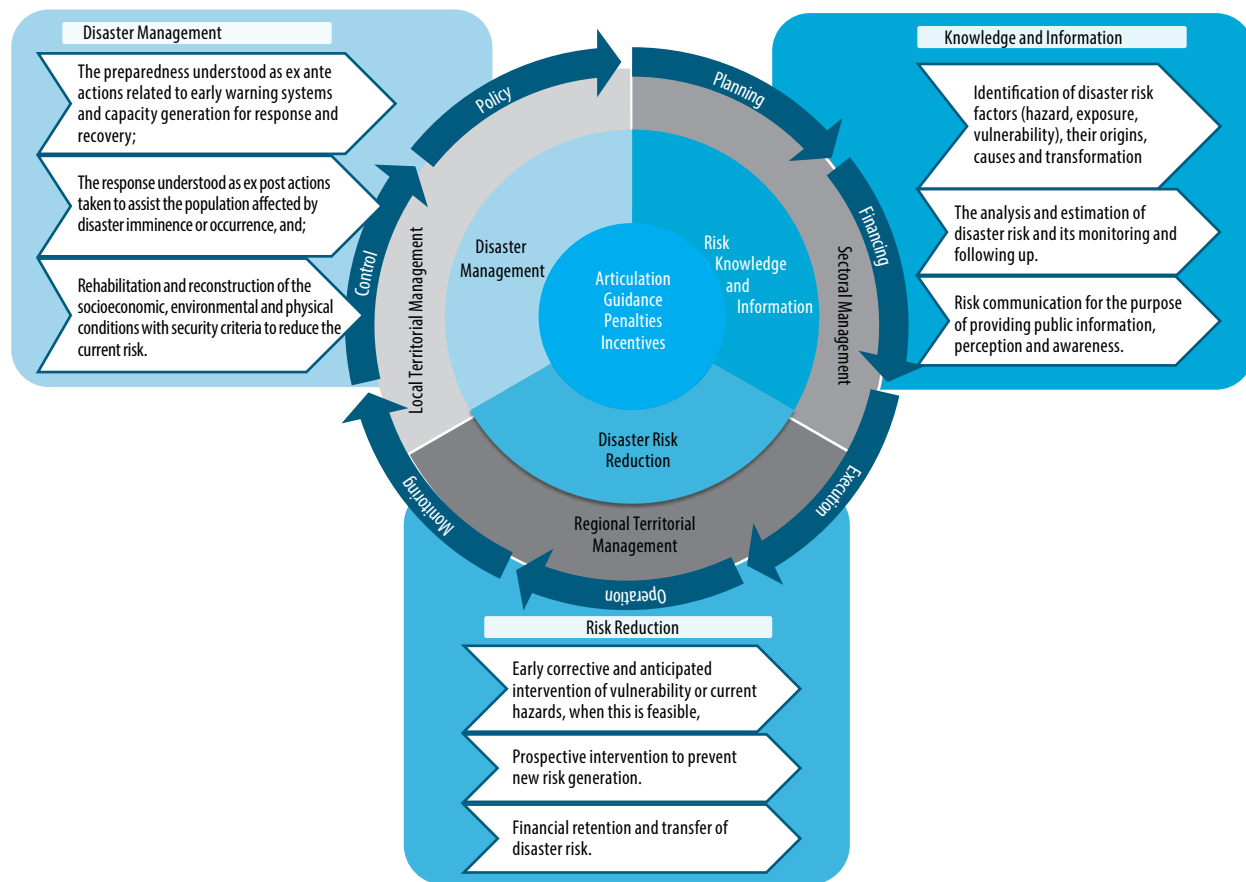 Disaster Management
The preparedness understood as ex ante
actions related to early warning systems
and capacity generation for response and
recovery;
The response understood as ex post actions
taken to assist the population affected by
disaster imminence or occurrence, and;
Rehabilitation and reconstruction of the
socioeconomic, environmental and physical
conditions with security criteria to reduce the
current risk.
Policy
Planning
Financing
Execution
Operation
Monitoring
Control
Local Territorial Management
Sectoral Management
Regional Territorial
Management
Disaster
Management
Risk
Knowledge
and
Information
Disaster Risk
Reduction
Articulation
Guidance
Penalties
Incentives
Knowledge and Information
Identification of disaster risk
factors (hazard, exposure,
vulnerability), their origins,
causes and transformation
The analysis and estimation of
disaster risk and its monitoring and
following up.
Risk communication for the purpose
of providing public information,
perception and awareness.
Risk Reduction
Early corrective and anticipated
intervention of vulnerability or current
hazards, when this is feasible,
Prospective intervention to prevent
new risk generation.
Financial retention and transfer of
disaster risk.